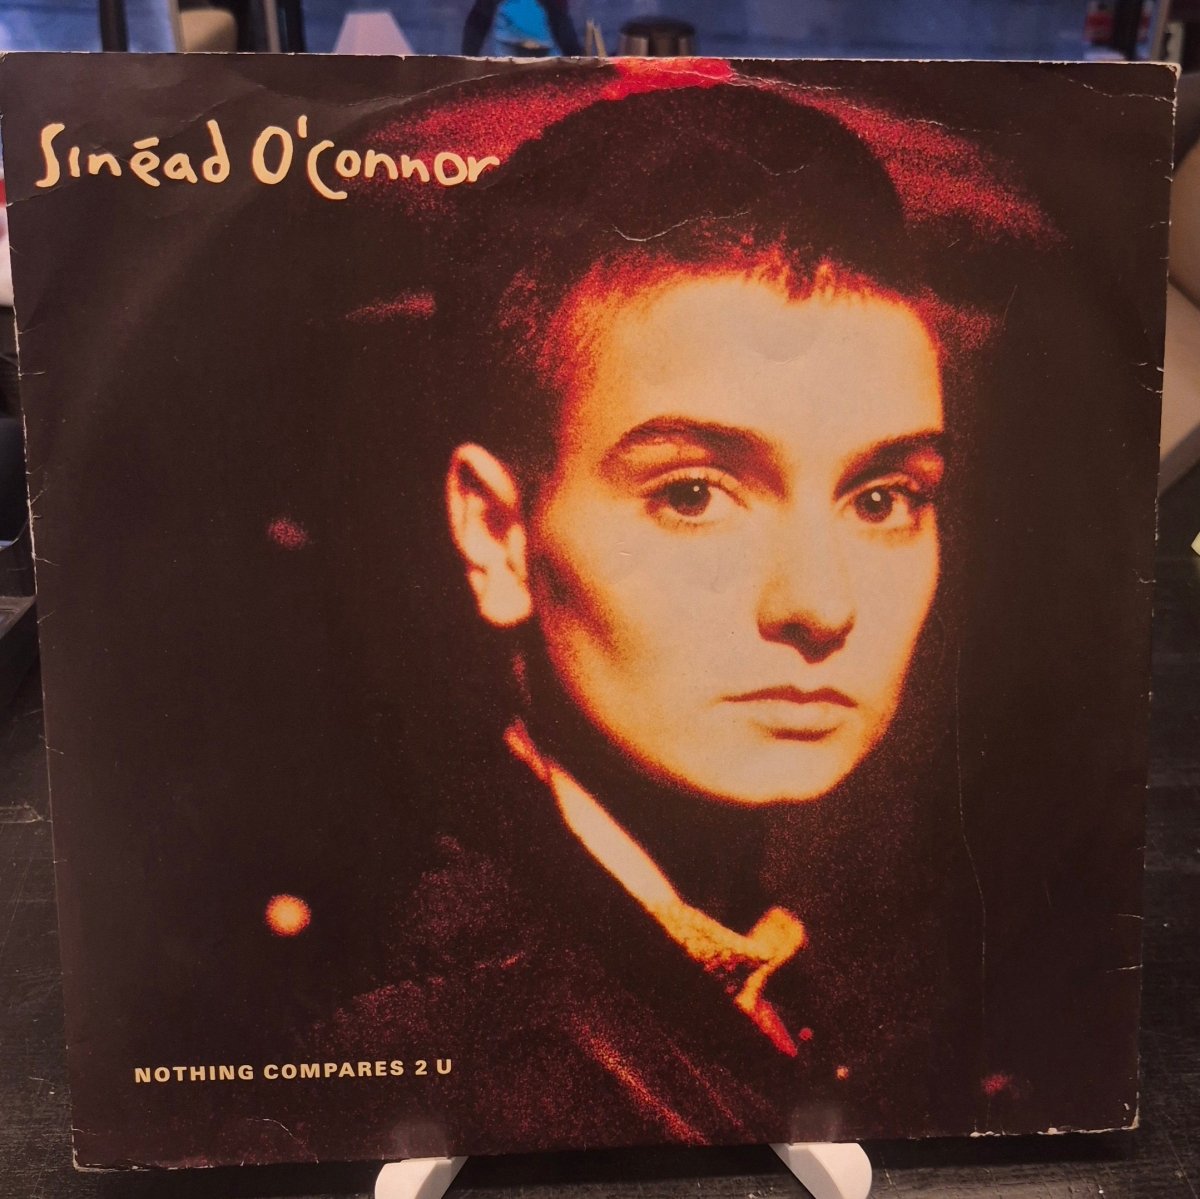 Sinéad O'Connor
NOTHING COMPARES 2 U